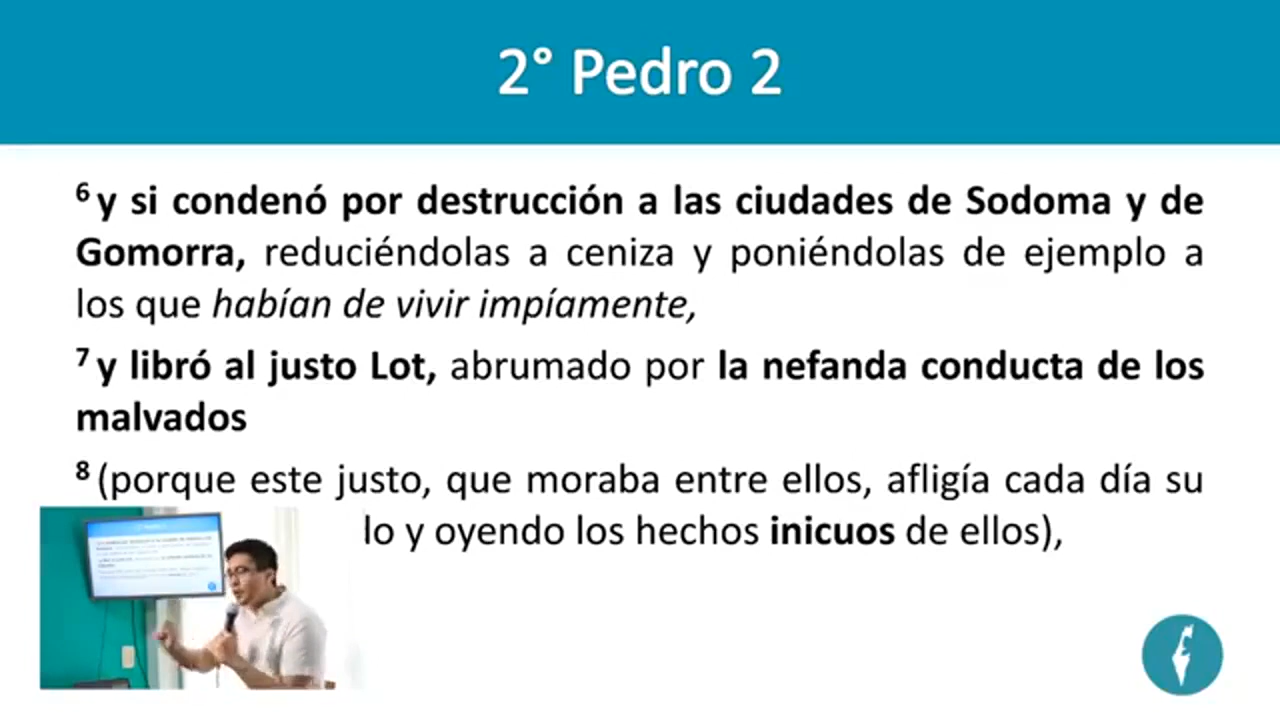 2° Pedro 2
6 y si condenó por destrucción a las ciudades de Sodoma y de
Gomorra, reduciéndolas a ceniza y poniéndolas de ejemplo a
los que habían de vivir impíamente,
7 y libró al justo Lot, abrumado por la nefanda conducta de los
malvados
8 (porque este justo, que moraba entre ellos, afligía cada día su
y oyendo los hechos inicuos de ellos),